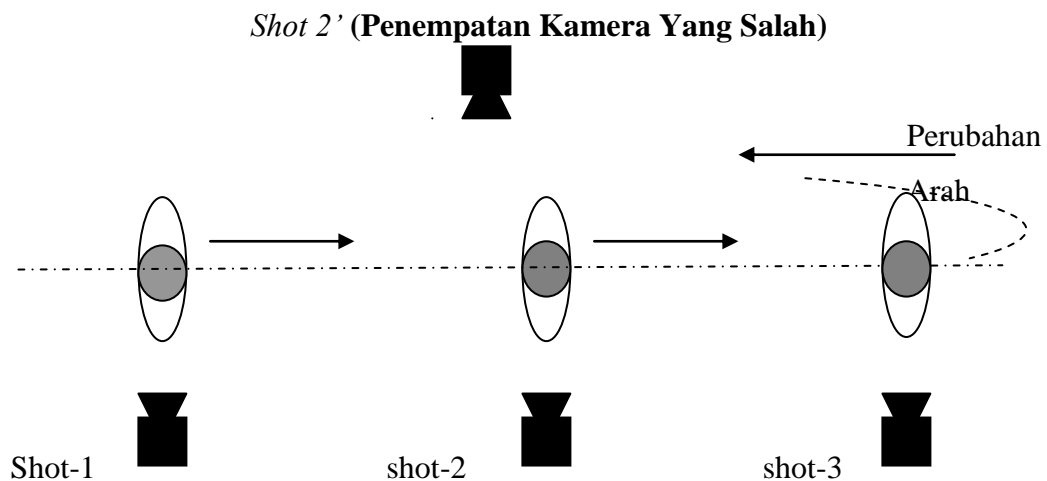 Shot 2’ (Penempatan Kamera Yang Salah)
Perubahan
Arah
Shot-1 shot-2 shot-3